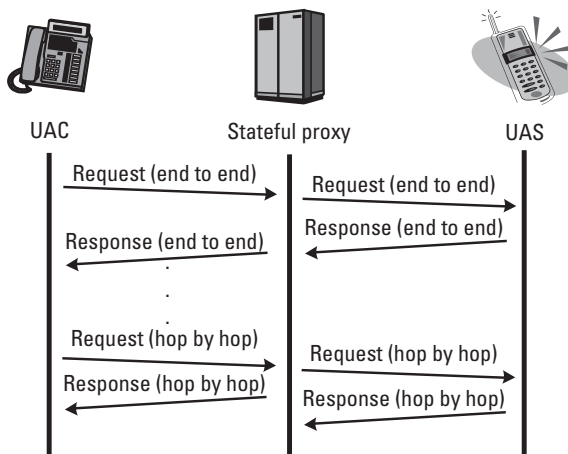 UAC
Stateful proxy
UAS
Request (end to end)
Request (end to end)
Response (end to end)
Response (end to end)
.
.
.
Request (hop by hop)
Request (hop by hop)
Response (hop by hop)
Response (hop by hop)